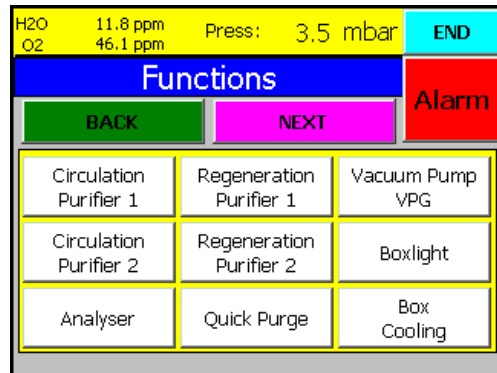 H2O 11.8 ppm Press: 3.5 mbar END
O2 46.1 ppm
Functions
Alarm
BACK NEXT
Circulation
Purifier 1
Regeneration
Purifier 1
Vacuum Pump
VPG
Circulation
Purifier 2
Regeneration
Purifier 2
Boxlight
Analyser
Quick Purge
Box
Cooling